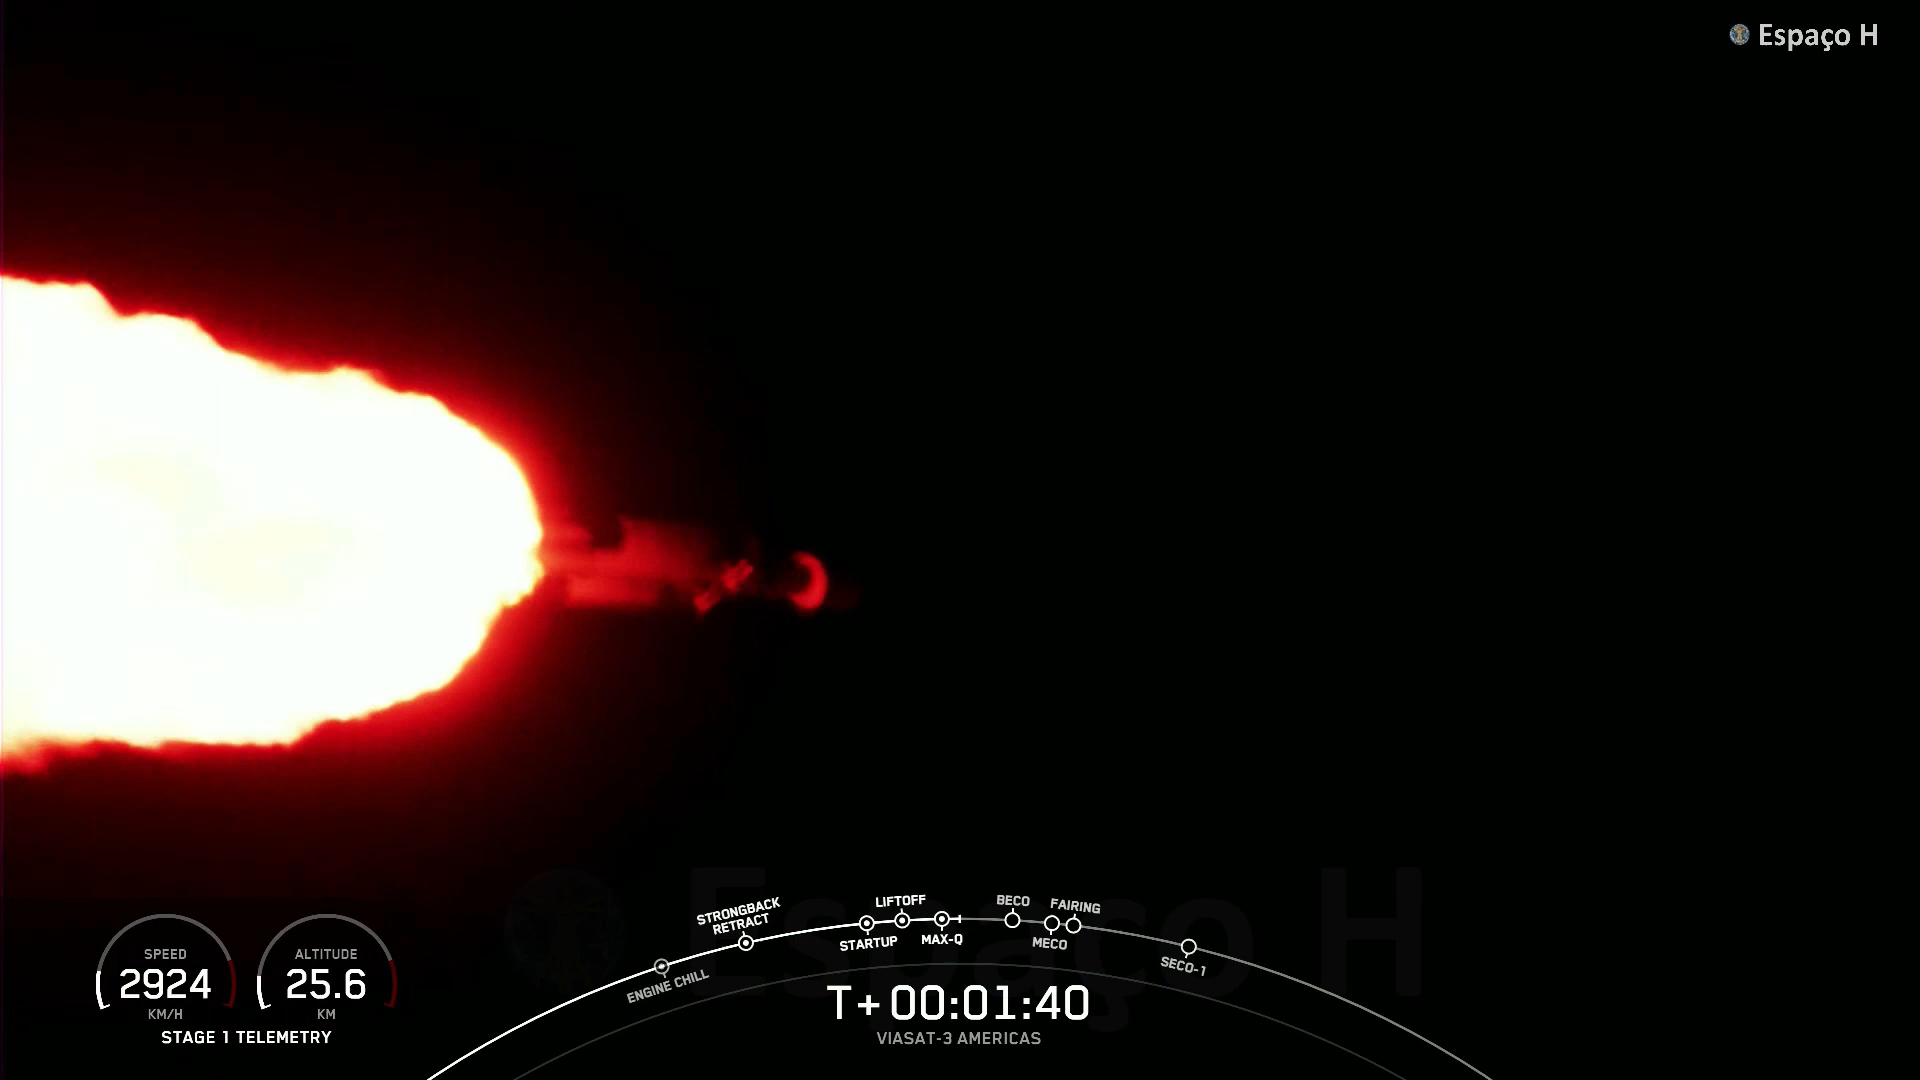 Espaço H
Espaço H
STRONGBACK
RETRACT
LIFTOFF
BECO
FAIRING
STARTUP
MAX-Q
MECO
SECO-1
ENGINE CHILL
SPEED
2924
KM/H
ALTITUDE
25.6
KM
STAGE 1 TELEMETRY
T+00:01:40
VIASAT-3 AMERICAS